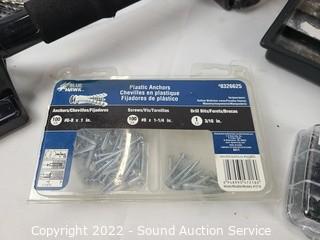 BLUE HAWK
Plastic Anchors
Chevilles en plastique
Fijadores de plástico
#0326625
Anchors/Chevilles/Fijadores
Screws/Vis/Tornillos
Drill Bits/Forets/Brocas
100 #6-8 x 1 in.
100 #8 x 1-1/4 in.
1 3/16 in.
Copyright 2022 - Sound Auction Service